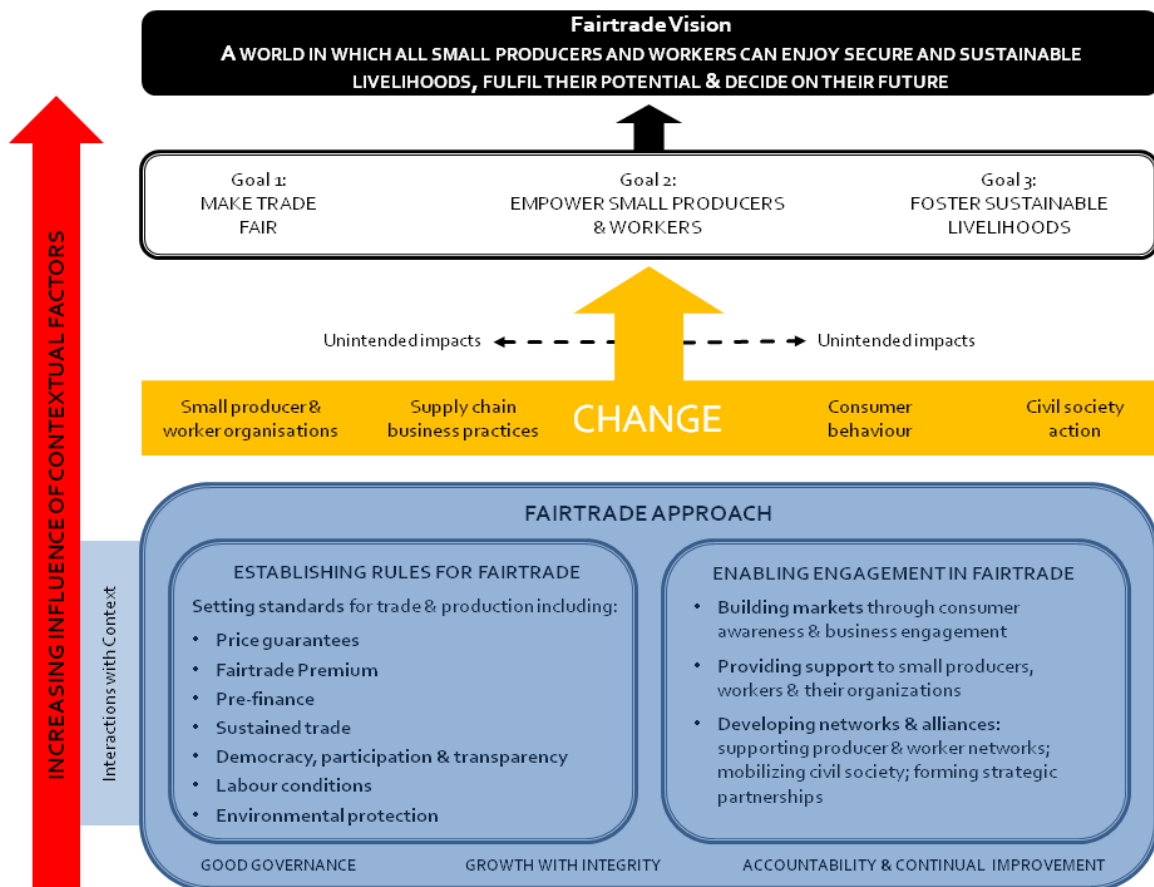 Fairtrade Vision
A WORLD IN WHICH ALL SMALL PRODUCERS AND WORKERS CAN ENJOY SECURE AND SUSTAINABLE
LIVELIHOODS, FULFIL THEIR POTENTIAL & DECIDE ON THEIR FUTURE
INCREASING INFLUENCE OF CONTEXTUAL FACTORS
Goal 1:
MAKE TRADE
FAIR
Goal 2:
EMPOWER SMALL PRODUCERS
& WORKERS
Goal 3:
FOSTER SUSTAINABLE
LIVELIHOODS
Unintended impacts
Unintended impacts
Small producer &
worker organisations
Supply chain
business practices
CHANGE
Consumer
behaviour
Civil society
action
Interactions with Context
FAIRTRADE APPROACH
ESTABLISHING RULES FOR FAIRTRADE
Setting standards for trade & production including:
• Price guarantees
• Fairtrade Premium
• Pre-finance
• Sustained trade
• Democracy, participation & transparency
• Labour conditions
• Environmental protection
ENABLING ENGAGEMENT IN FAIRTRADE
• Building markets through consumer
awareness & business engagement
• Providing support to small producers,
workers & their organizations
• Developing networks & alliances:
supporting producer & worker networks;
mobilizing civil society; forming strategic
partnerships
GOOD GOVERNANCE
GROWTH WITH INTEGRITY
ACCOUNTABILITY & CONTINUAL IMPROVEMENT